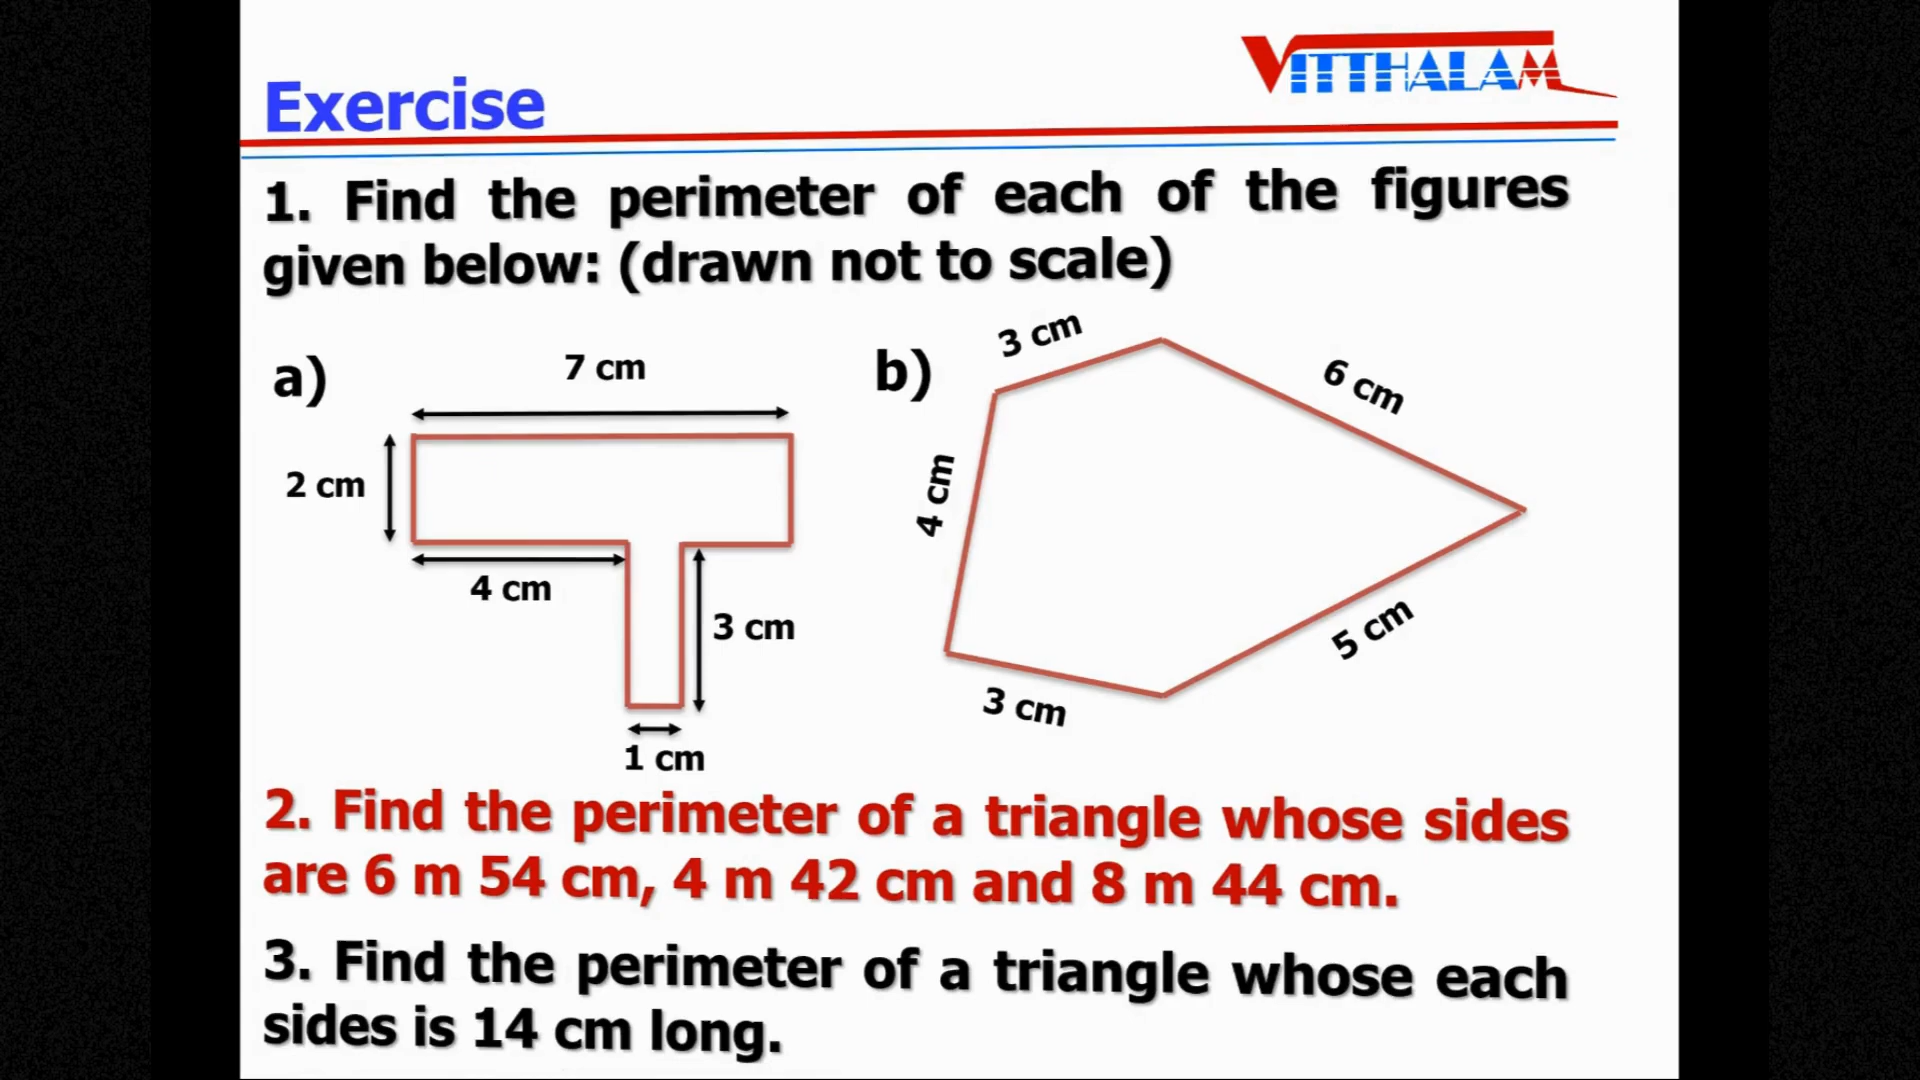 VITTHALAM
Exercise
1. Find the perimeter of each of the figures
given below: (drawn not to scale)
a)
7 cm
2 cm
4 cm
3 cm
1 cm
b)
3 cm
6 cm
4 cm
5 cm
3 cm
2. Find the perimeter of a triangle whose sides
are 6 m 54 cm, 4 m 42 cm and 8 m 44 cm.
3. Find the perimeter of a triangle whose each
sides is 14 cm long.